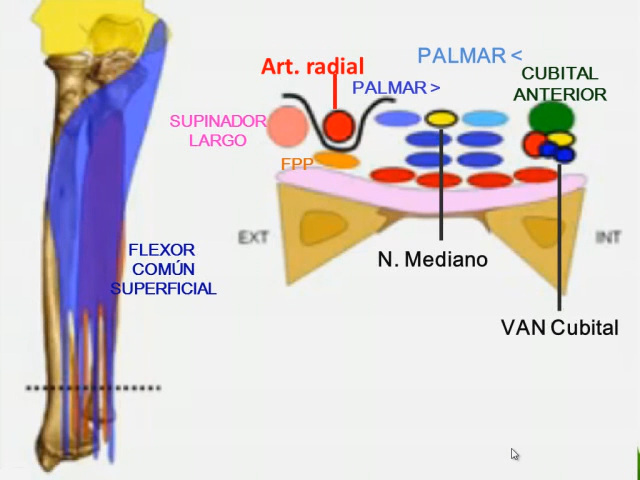 PALMAR <
Art. radial
CUBITAL
ANTERIOR
PALMAR >
SUPINADOR
LARGO
FPP
EXT
INT
FLEXOR
COMÚN
SUPERFICIAL
N. Mediano
VAN Cubital